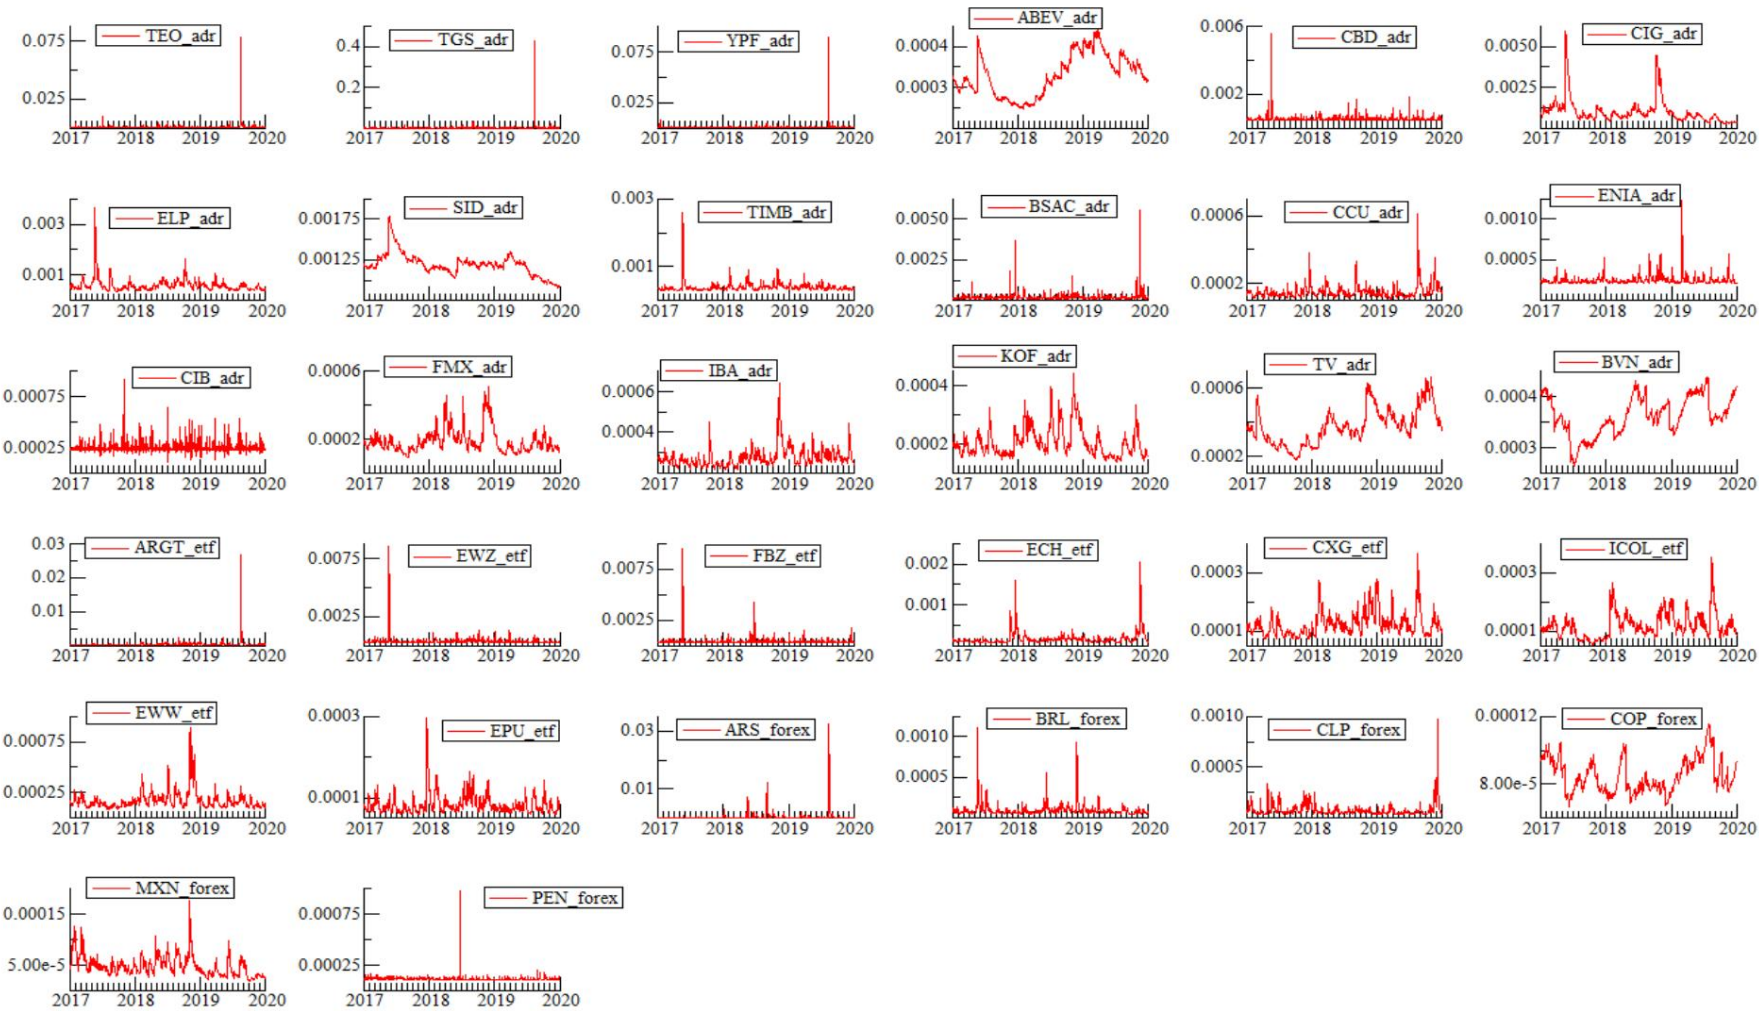 TEO_adr
0.075
0.025
2017 2018 2019 2020
TGS_adr
0.4
0.2
2017 2018 2019 2020
YPF_adr
0.075
0.025
2017 2018 2019 2020
ABEV_adr
0.0004
0.0003
2017 2018 2019 2020
CBD_adr
0.006
0.002
2017 2018 2019 2020
CIG_adr
0.0050
0.0025
2017 2018 2019 2020
ELP_adr
0.003
0.001
2017 2018 2019 2020
SID_adr
0.00175
0.00125
2017 2018 2019 2020
TIMB_adr
0.003
0.001
2017 2018 2019 2020
BSAC_adr
0.0050
0.0025
2017 2018 2019 2020
CCU_adr
0.0006
0.0002
2017 2018 2019 2020
ENIA_adr
0.0010
0.0005
2017 2018 2019 2020
CIB_adr
0.00075
0.00025
2017 2018 2019 2020
FMX_adr
0.0006
0.0002
2017 2018 2019 2020
IBA_adr
0.0006
0.0004
2017 2018 2019 2020
KOF_adr
0.0004
0.0002
2017 2018 2019 2020
TV_adr
0.0006
0.0002
2017 2018 2019 2020
BVN_adr
0.0004
0.0003
2017 2018 2019 2020
ARGT_etf
0.03
0.02
0.01
2017 2018 2019 2020
EWZ_etf
0.0075
0.0025
2017 2018 2019 2020
FBZ_etf
0.0075
0.0025
2017 2018 2019 2020
ECH_etf
0.002
0.001
2017 2018 2019 2020
CXG_etf
0.0003
0.0001
2017 2018 2019 2020
ICOL_etf
0.0003
0.0001
2017 2018 2019 2020
EWW_etf
0.00075
0.00025
2017 2018 2019 2020
EPU_etf
0.0003
0.0001
2017 2018 2019 2020
ARS_forex
0.03
0.01
2017 2018 2019 2020
BRL_forex
0.0010
0.0005
2017 2018 2019 2020
CLP_forex
0.0010
0.0005
2017 2018 2019 2020
COP_forex
0.00012
8.00e-5
2017 2018 2019 2020
MXN_forex
0.00015
5.00e-5
2017 2018 2019 2020
PEN_forex
0.00075
0.00025
2017 2018 2019 2020